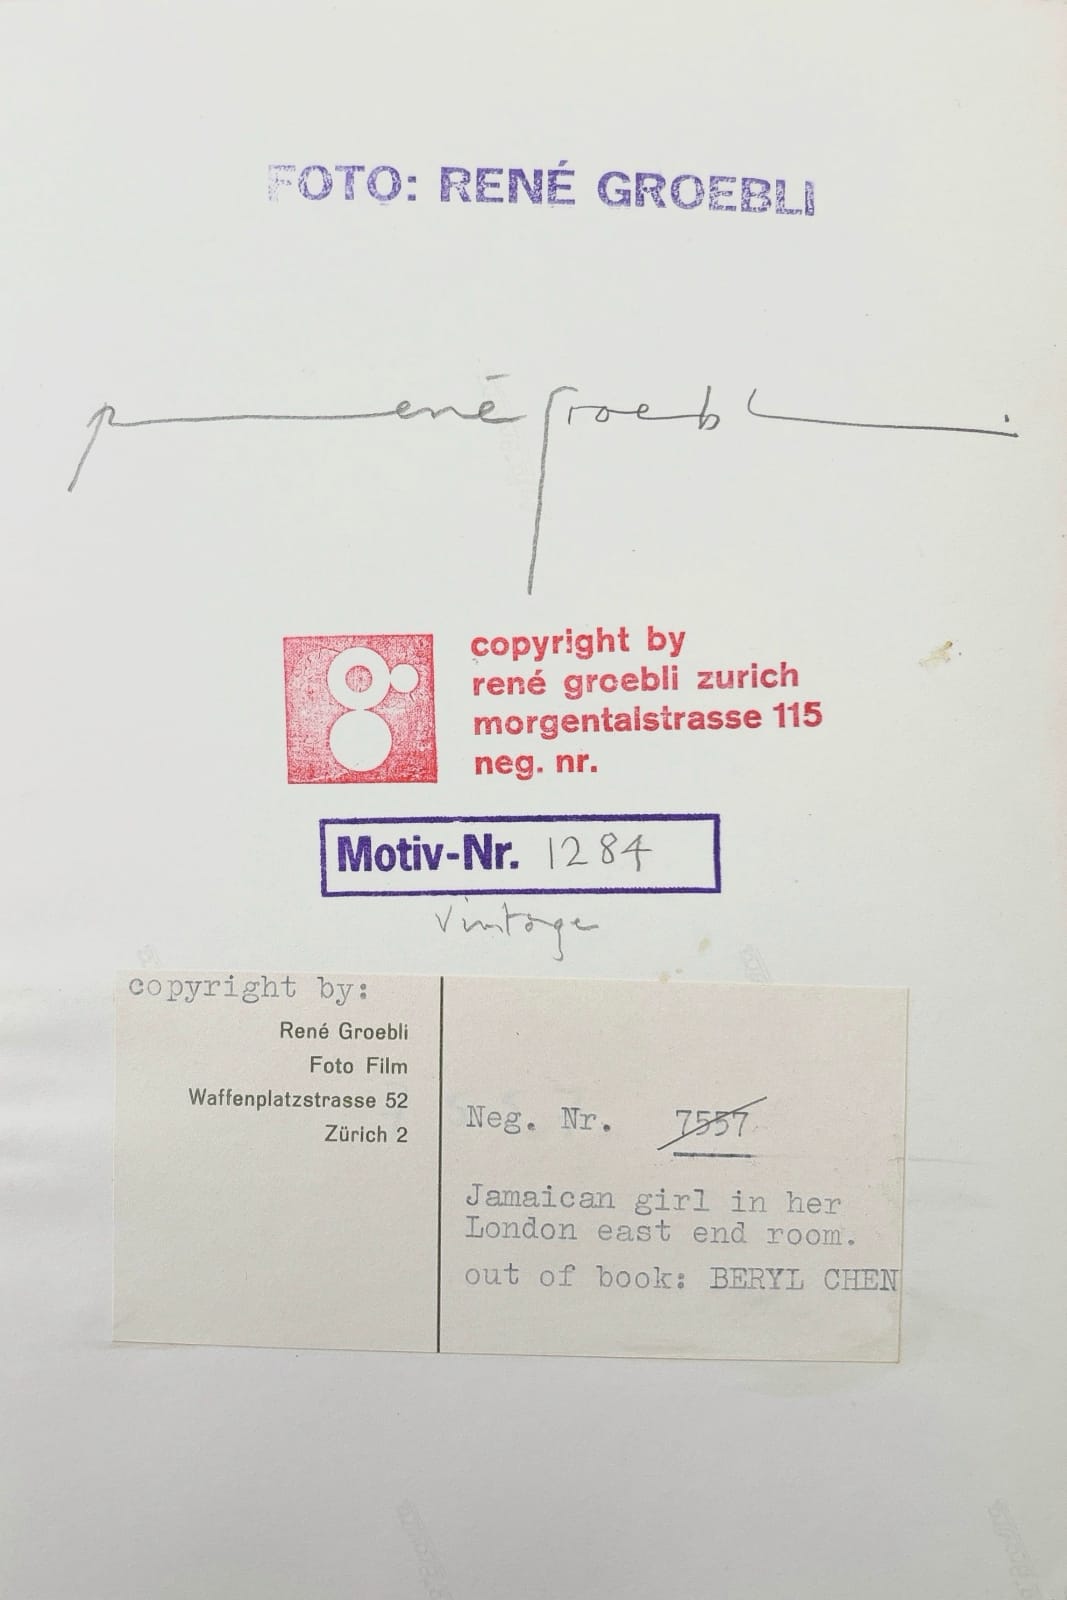 FOTO: RENÉ GROEBLI
rené groebli
copyright by
rené groebli zurich
morgentalstrasse 115
neg. nr.
Motiv-Nr. 1284
vintage
copyright by:
René Groebli
Foto Film
Waffenplatzstrasse 52
Zürich 2
Neg. Nr. 7557
Jamaican girl in her
London east end room.
out of book: BERYL CHEN